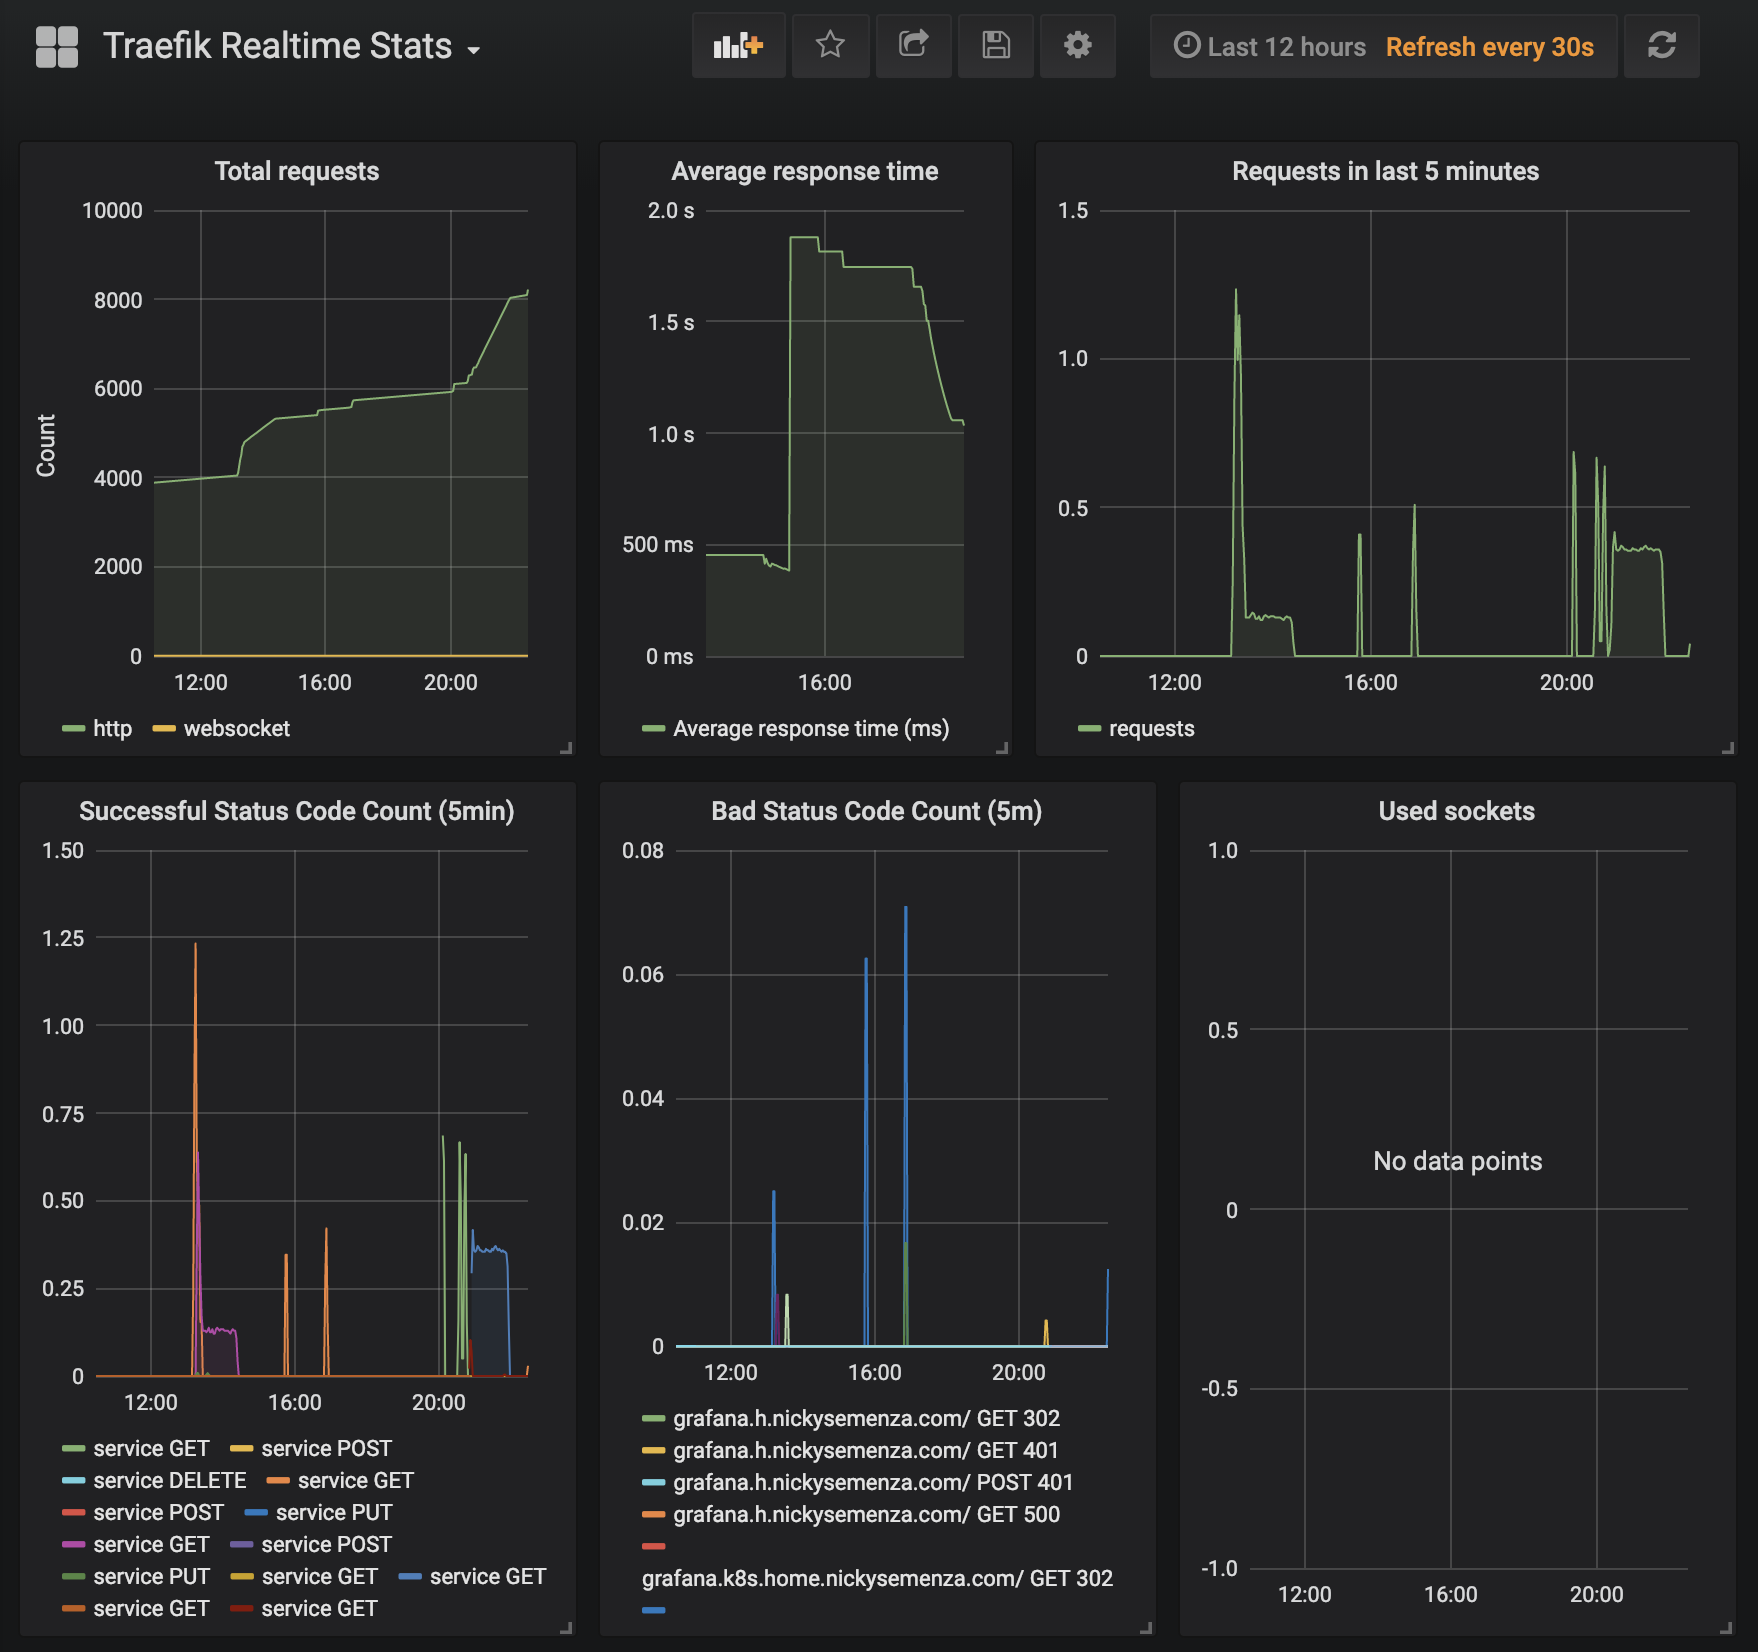 Traefik Realtime Stats
Last 12 hours Refresh every 30s
Total requests
10000
8000
6000
4000
2000
0
Count
12:00 16:00 20:00
http websocket
Average response time
2.0 s
1.5 s
1.0 s
500 ms
0 ms
16:00
Average response time (ms)
Requests in last 5 minutes
1.5
1.0
0.5
0
12:00 16:00 20:00
requests
Successful Status Code Count (5min)
1.50
1.25
1.00
0.75
0.50
0.25
0
12:00 16:00 20:00
service GET service POST
service DELETE service GET
service POST service PUT
service GET service POST
service PUT service GET service GET
service GET service GET
Bad Status Code Count (5m)
0.08
0.06
0.04
0.02
0
12:00 16:00 20:00
grafana.h.nickysemenza.com/ GET 302
grafana.h.nickysemenza.com/ GET 401
grafana.h.nickysemenza.com/ POST 401
grafana.h.nickysemenza.com/ GET 500
grafana.k8s.home.nickysemenza.com/ GET 302
Used sockets
1.0
0.5
No data points
0
-0.5
-1.0
12:00 16:00 20:00